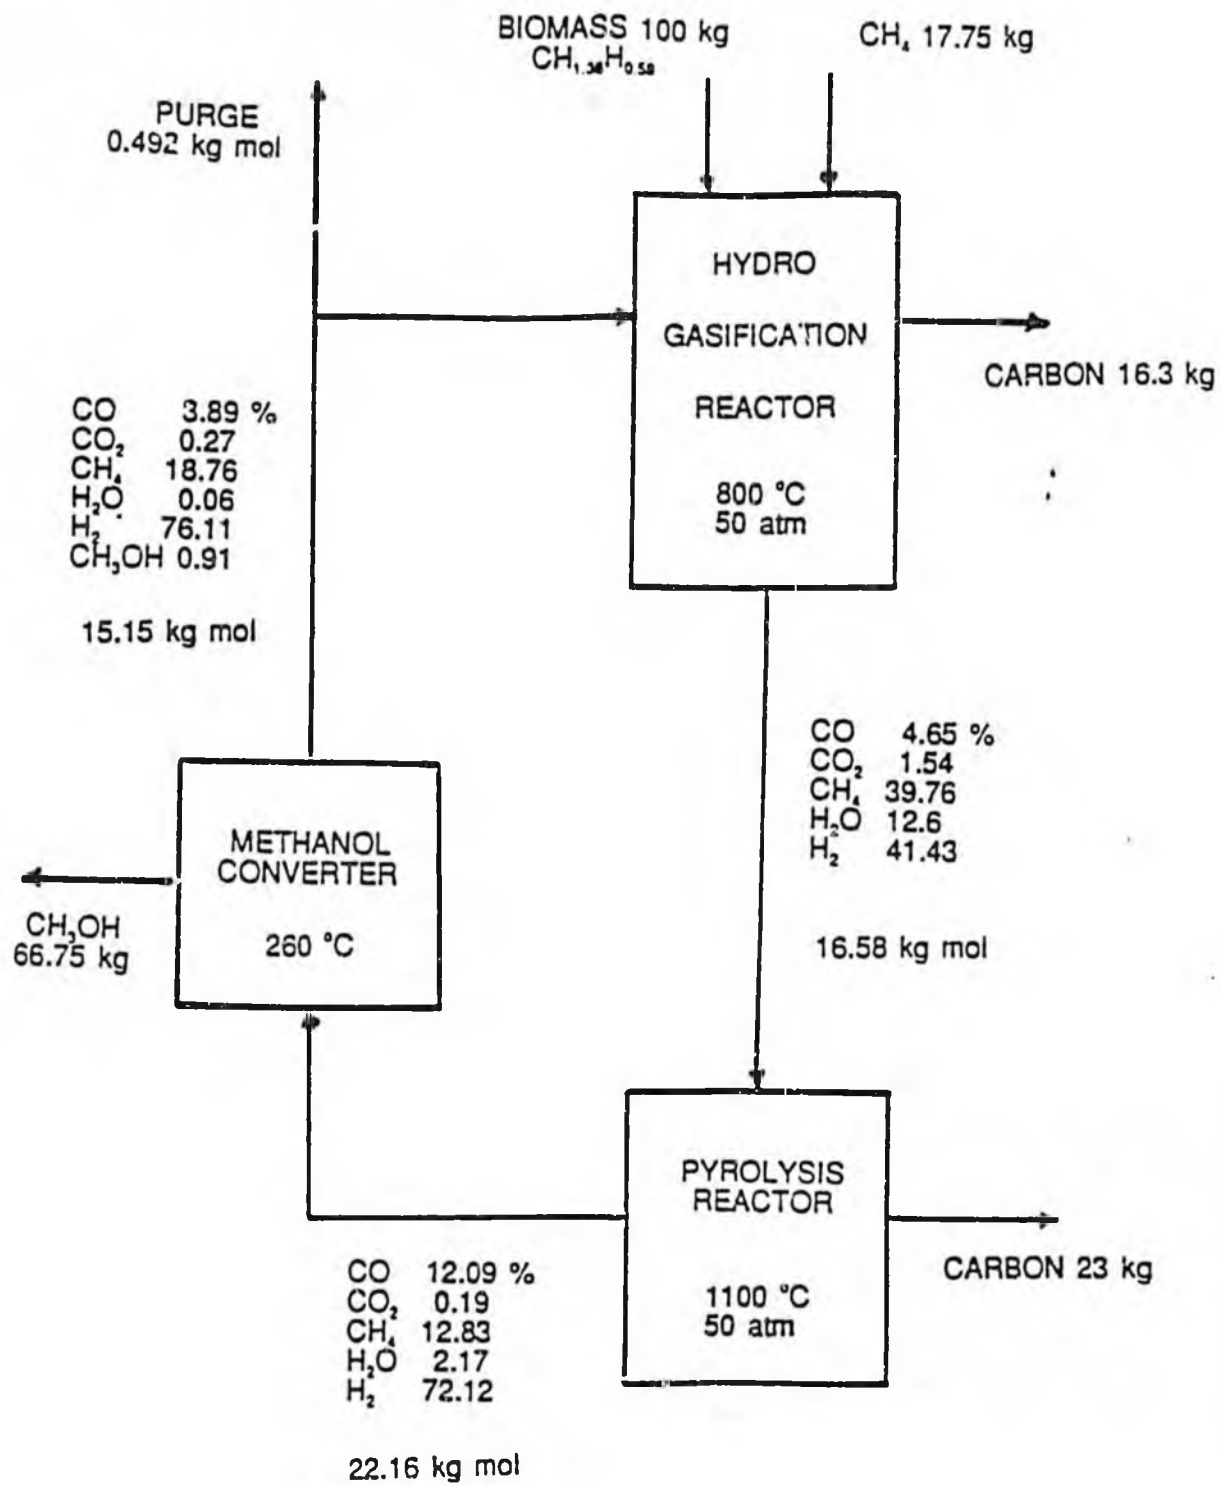 BIOMASS 100 kg
CH₁.₃₈H₀.₅₉
CH₄ 17.75 kg
PURGE
0.492 kg mol
HYDRO
GASIFICATION
REACTOR
800 °C
50 atm
CARBON 16.3 kg
CO 3.89 %
CO₂ 0.27
CH₄ 18.76
H₂O 0.06
H₂ 76.11
CH₃OH 0.91
15.15 kg mol
CO 4.65 %
CO₂ 1.54
CH₄ 39.76
H₂O 12.6
H₂ 41.43
16.58 kg mol
METHANOL
CONVERTER
260 °C
CH₃OH
66.75 kg
PYROLYSIS
REACTOR
1100 °C
50 atm
CARBON 23 kg
CO 12.09 %
CO₂ 0.19
CH₄ 12.83
H₂O 2.17
H₂ 72.12
22.16 kg mol